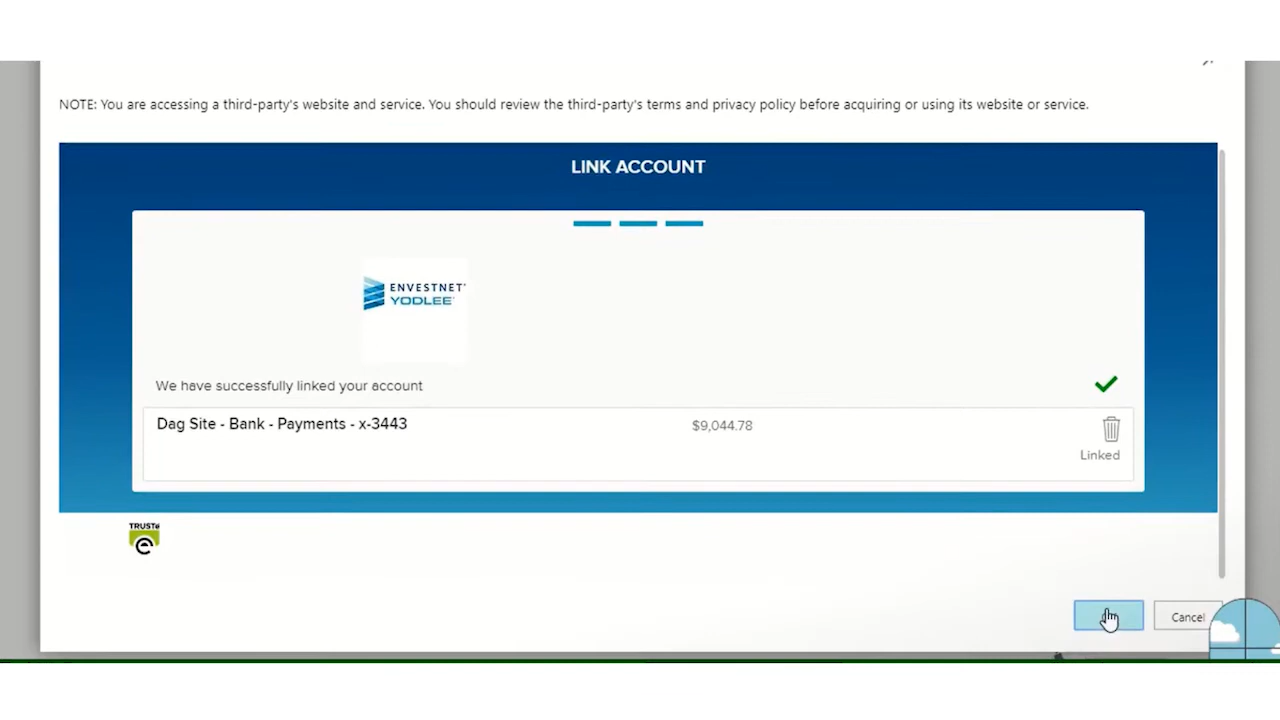 NOTE: You are accessing a third-party's website and service. You should review the third-party's terms and privacy policy before acquiring or using its website or service.
LINK ACCOUNT
ENVESTNET
YODLEE
We have successfully linked your account
Dag Site - Bank - Payments - x-3443
$9,044.78
Linked
TRUSTe
Cancel